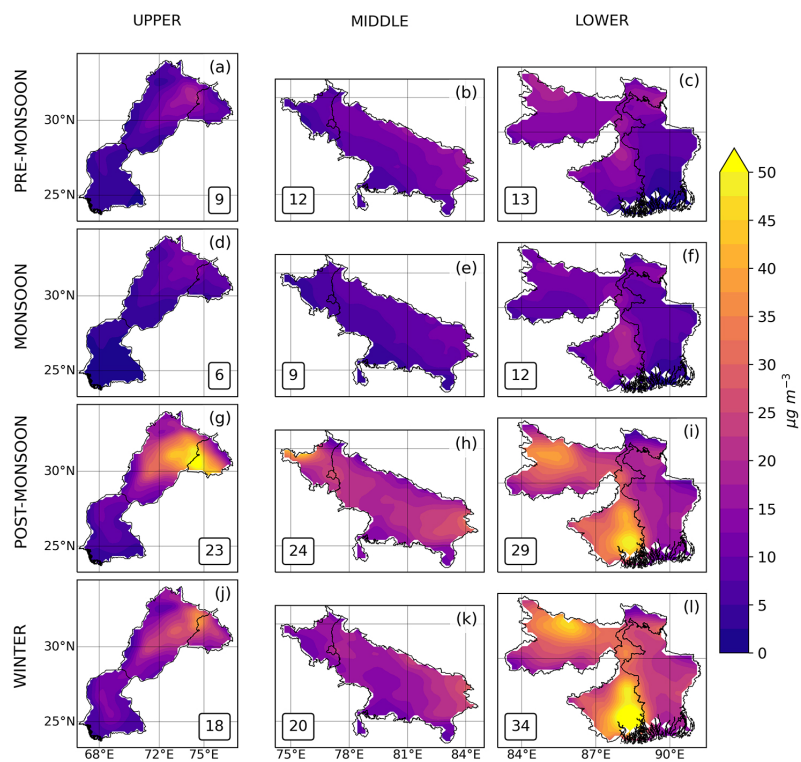 UPPER MIDDLE LOWER
PRE-MONSOON
(a) (b) (c)
30°N
25°N
9 12 13
MONSOON
(d) (e) (f)
30°N
25°N
6 9 12
POST-MONSOON
(g) (h) (i)
30°N
25°N
23 24 29
WINTER
(j) (k) (l)
30°N
25°N
18 20 34
68°E 72°E 75°E 75°E 78°E 81°E 84°E 84°E 87°E 90°E
50
45
40
35
30
25
20
15
10
5
0
μg m⁻³